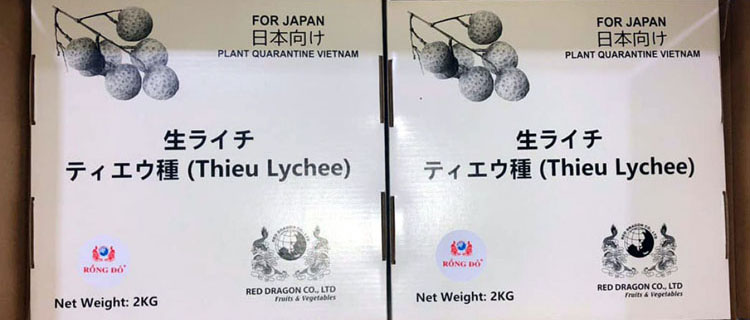 FOR JAPAN
日本向け
PLANT QUARANTINE VIETNAM
生ライチ
ティエウ種 (Thieu Lychee)
RỒNG ĐỎ
Net Weight: 2KG
RED DRAGON CO., LTD
Fruits & Vegetables
FOR JAPAN
日本向け
PLANT QUARANTINE VIETNAM
生ライチ
ティエウ種 (Thieu Lychee)
RỒNG ĐỎ
Net Weight: 2KG
RED DRAGON CO., LTD
Fruits & Vegetables